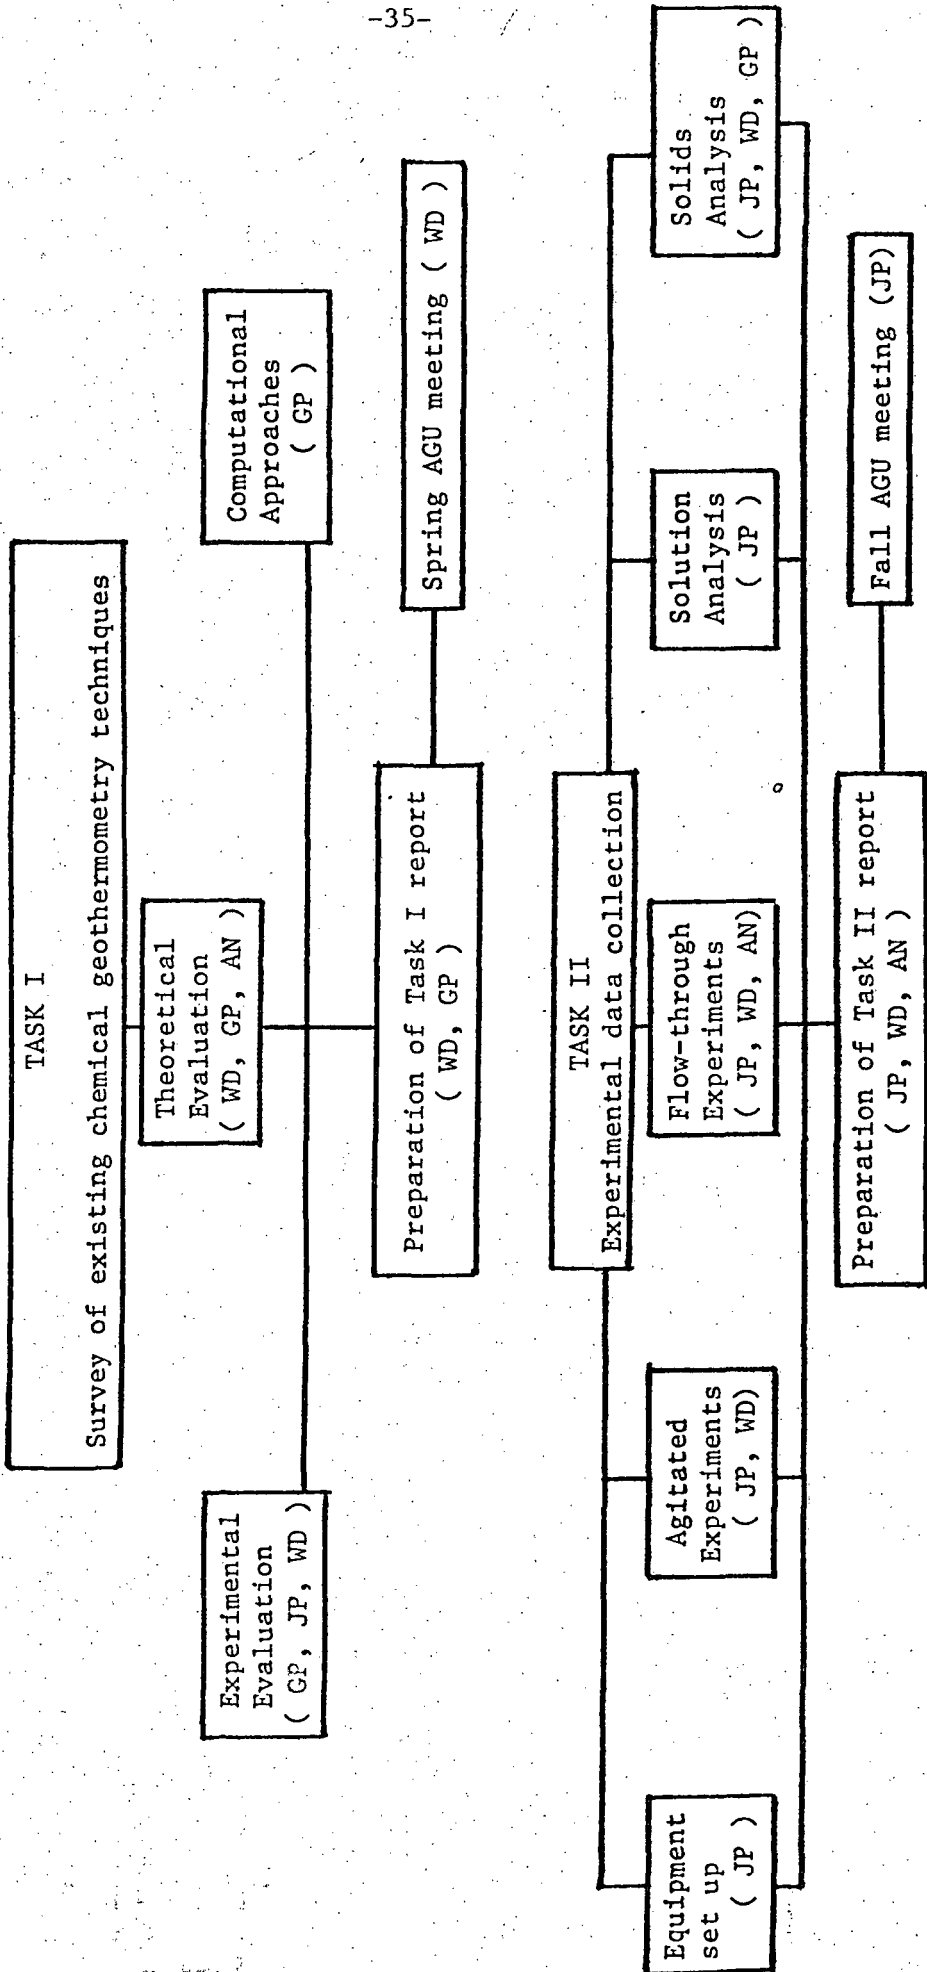 -35-
TASK I
Survey of existing chemical geothermometry techniques
Experimental
Evaluation
( GP, JP, WD )
Theoretical
Evaluation
( WD, GP, AN )
Computational
Approaches
( GP )
Preparation of Task I report
( WD, GP )
Spring AGU meeting ( WD )
TASK II
Experimental data collection
Equipment
set up
( JP )
Agitated
Experiments
( JP, WD)
Flow-through
Experiments
( JP, WD, AN)
Solution
Analysis
( JP )
Solids
Analysis
( JP, WD, GP )
Preparation of Task II report
( JP, WD, AN )
Fall AGU meeting (JP)